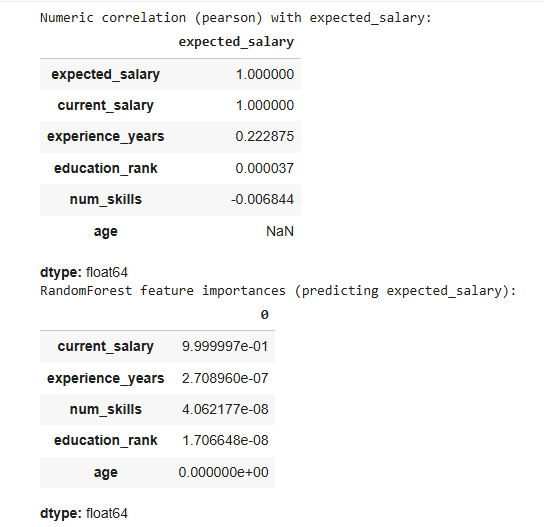 Numeric correlation (pearson) with expected_salary:
expected_salary
expected_salary 1.000000
current_salary 1.000000
experience_years 0.222875
education_rank 0.000037
num_skills -0.006844
age NaN
dtype: float64
RandomForest feature importances (predicting expected_salary):
0
current_salary 9.999997e-01
experience_years 2.708960e-07
num_skills 4.062177e-08
education_rank 1.706648e-08
age 0.000000e+00
dtype: float64